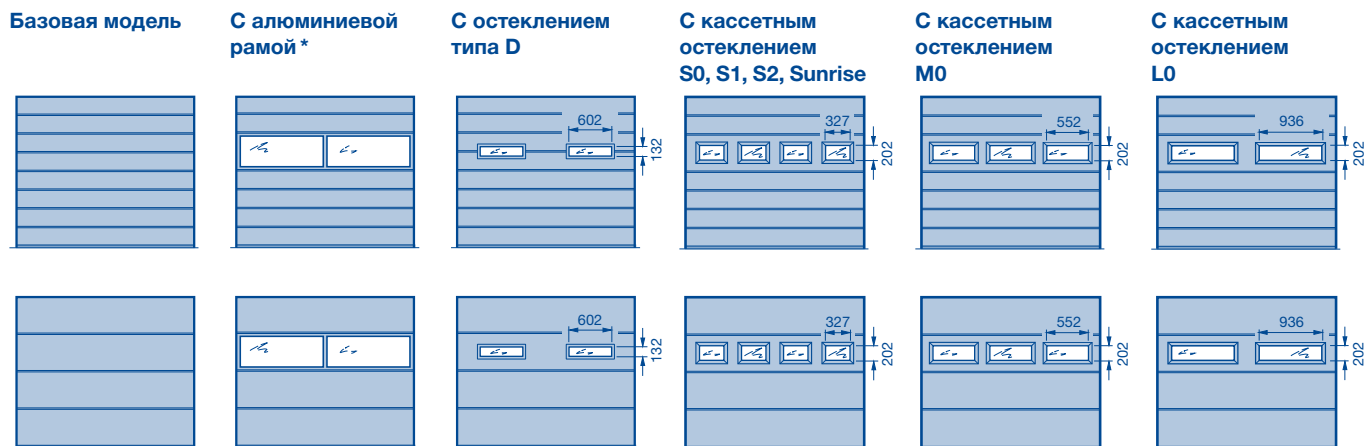 Базовая модель
С алюминиевой
рамой *
С остеклением
типа D
С кассетным
остеклением
S0, S1, S2, Sunrise
С кассетным
остеклением
M0
С кассетным
остеклением
L0
602
132
327
202
552
202
936
202
602
132
327
202
552
202
936
202